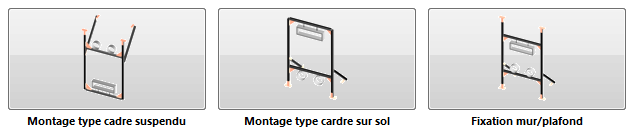 Montage type cadre suspendu
Montage type cardre sur sol
Fixation mur/plafond